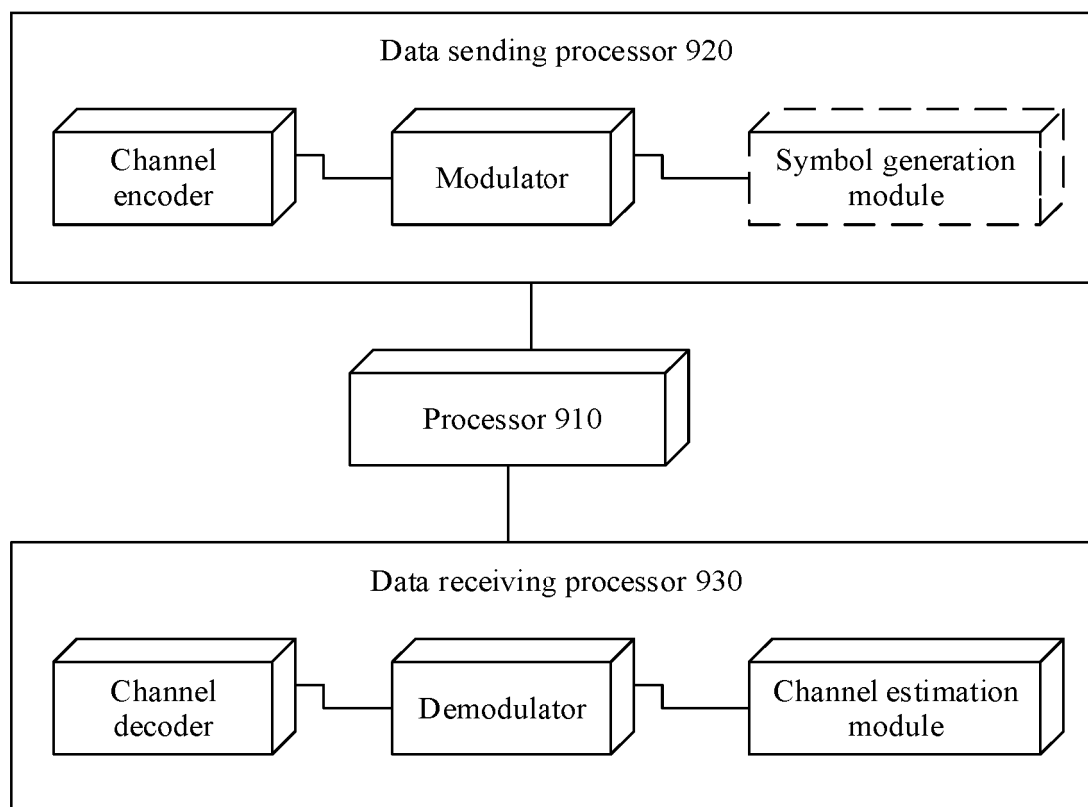 Data sending processor 920
Channel
encoder
Modulator
Symbol generation
module
Processor 910
Data receiving processor 930
Channel
decoder
Demodulator
Channel estimation
module